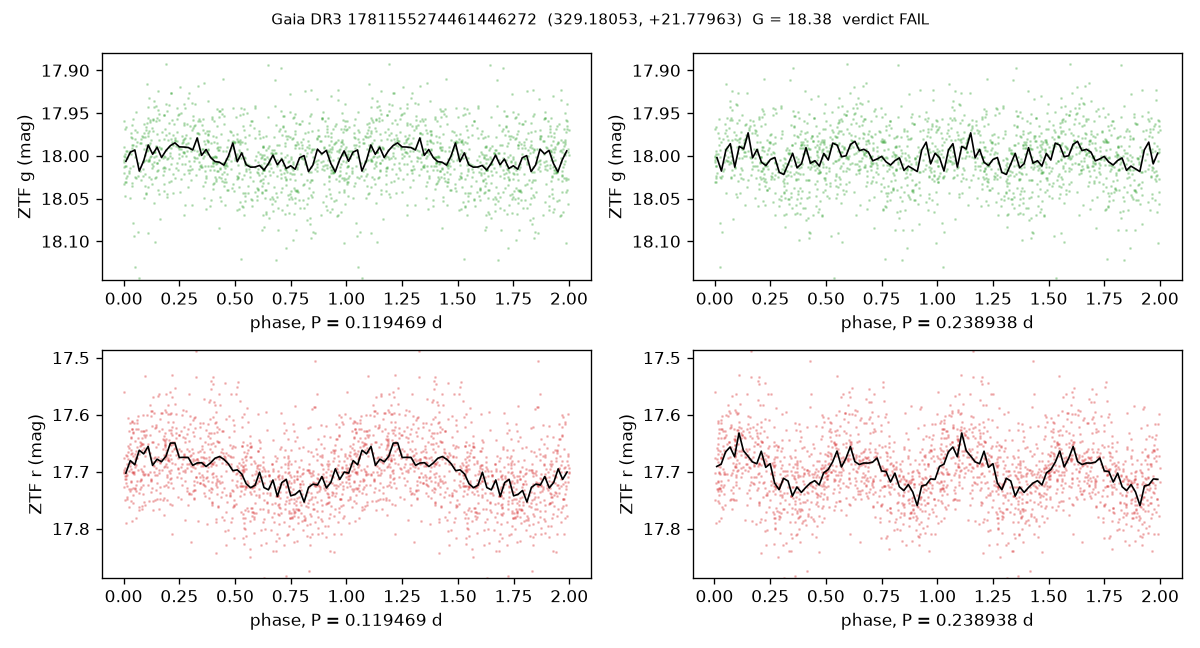 Gaia DR3 1781155274461446272 (329.18053, +21.77963) G = 18.38 verdict FAIL
ZTF g (mag)
17.90
17.95
18.00
18.05
18.10
0.00 0.25 0.50 0.75 1.00 1.25 1.50 1.75 2.00
phase, P = 0.119469 d
ZTF g (mag)
17.90
17.95
18.00
18.05
18.10
0.00 0.25 0.50 0.75 1.00 1.25 1.50 1.75 2.00
phase, P = 0.238938 d
ZTF r (mag)
17.5
17.6
17.7
17.8
0.00 0.25 0.50 0.75 1.00 1.25 1.50 1.75 2.00
phase, P = 0.119469 d
ZTF r (mag)
17.5
17.6
17.7
17.8
0.00 0.25 0.50 0.75 1.00 1.25 1.50 1.75 2.00
phase, P = 0.238938 d